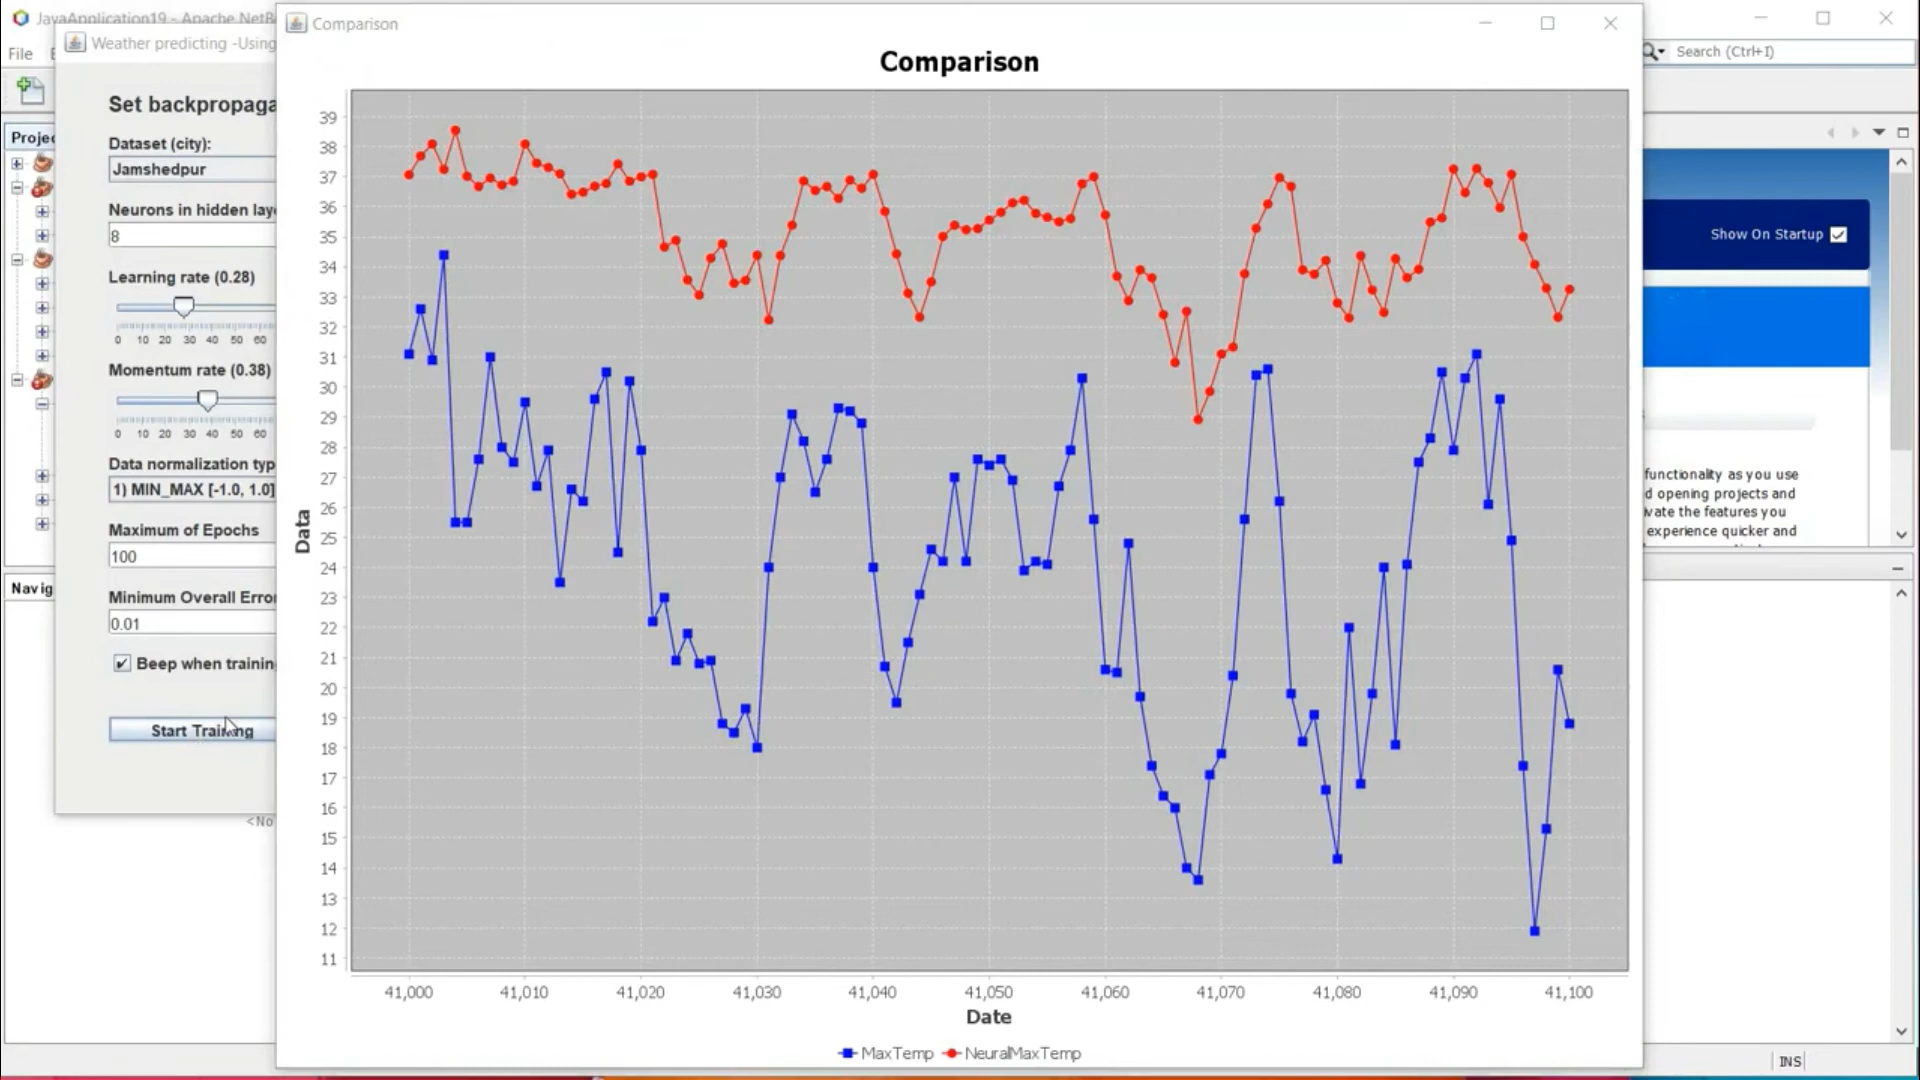 JavaApplication19 - Apache NetB
File
Search (Ctrl+I)
Weather predicting -Using
Comparison
Comparison
Set backpropaga
Dataset (city):
Jamshedpur
Neurons in hidden lay
8
Learning rate (0.28)
0 10 20 30 40 50 60
Momentum rate (0.38)
0 10 20 30 40 50 60
Data normalization typ
1) MIN_MAX [-1.0, 1.0]
Maximum of Epochs
100
Minimum Overall Erro
0.01
Beep when trainin
Start Training
Projec
Navig
<No
39
38
37
36
35
34
33
32
31
30
29
28
27
26
25
24
23
22
21
20
19
18
17
16
15
14
13
12
11
Data
41,000 41,010 41,020 41,030 41,040 41,050 41,060 41,070 41,080 41,090 41,100
Date
MaxTemp NeuralMaxTemp
Show On Startup
functionality as you use
d opening projects and
vate the features you
experience quicker and
INS